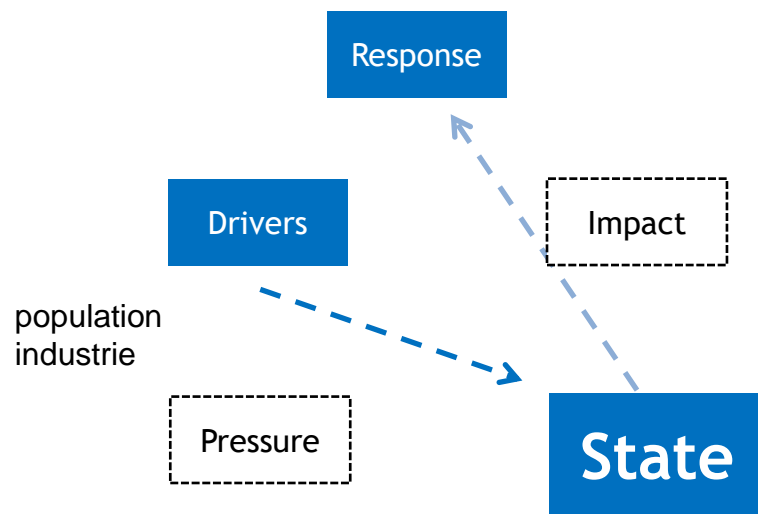 Response
Drivers
Impact
population
industrie
Pressure
State